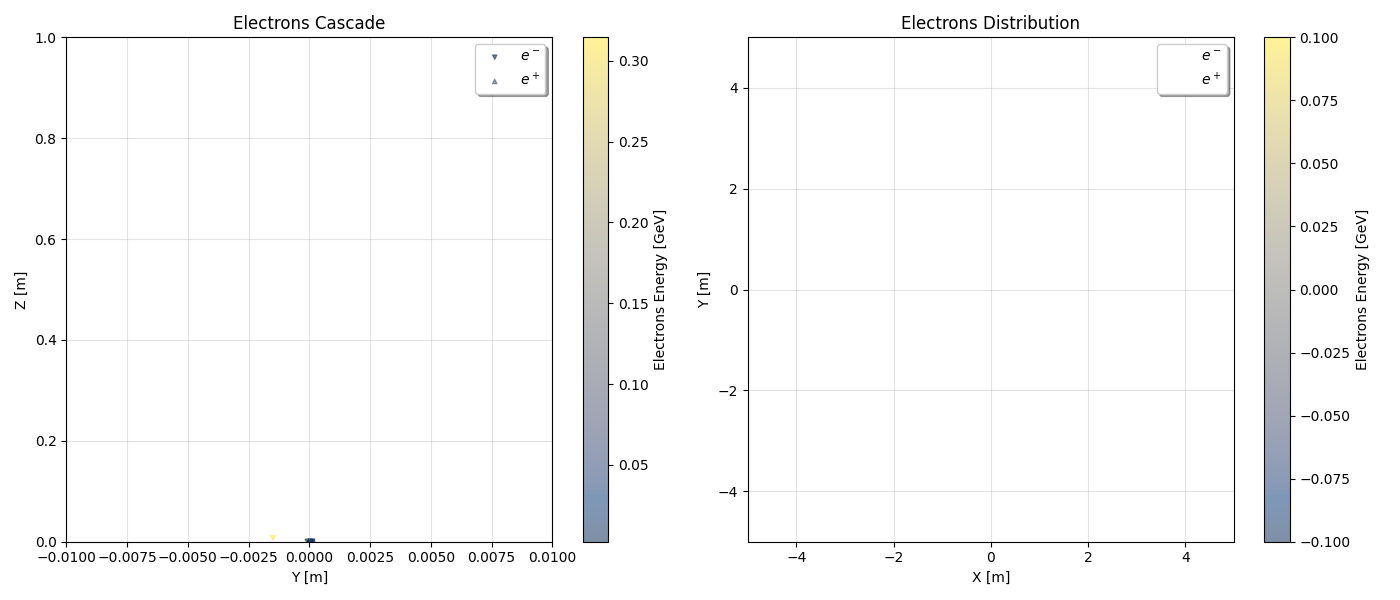 Electrons Cascade
1.0
0.8
0.6
0.4
0.2
0.0
Z [m]
−0.0100 −0.0075 −0.0050 −0.0025 0.0000 0.0025 0.0050 0.0075 0.0100
Y [m]
e⁻
e⁺
0.30
0.25
0.20
0.15
0.10
0.05
Electrons Energy [GeV]
Electrons Distribution
4
2
0
−2
−4
Y [m]
−4 −2 0 2 4
X [m]
e⁻
e⁺
0.100
0.075
0.050
0.025
0.000
−0.025
−0.050
−0.075
−0.100
Electrons Energy [GeV]